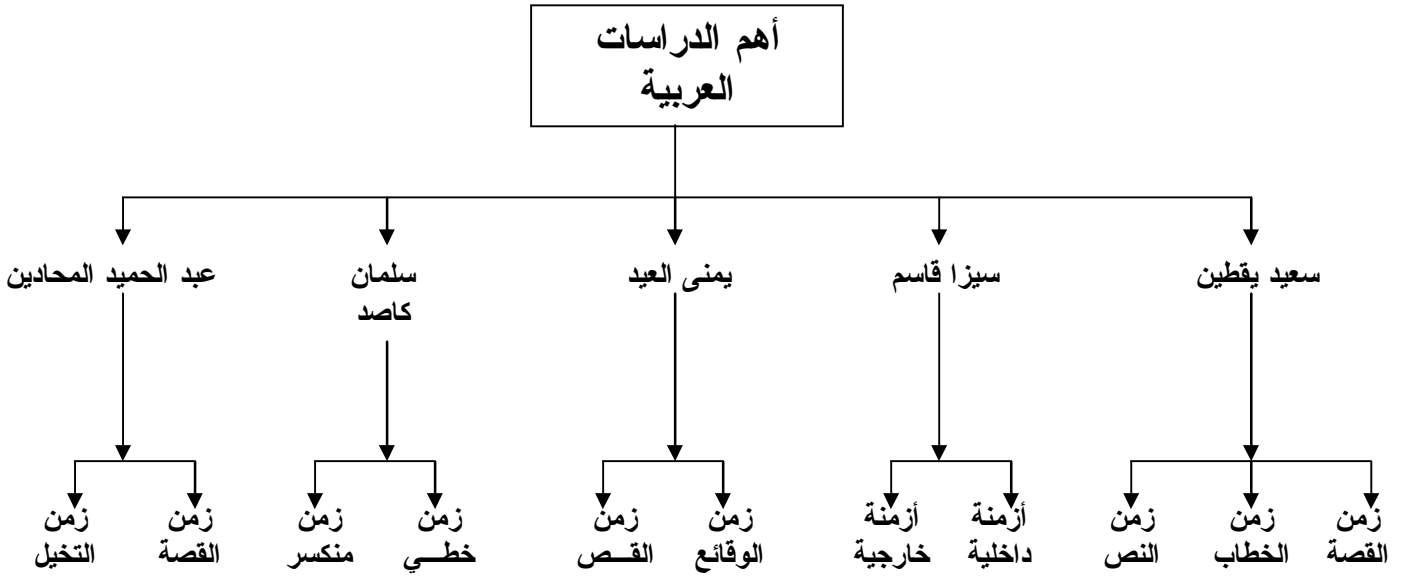 أهم الدراسات
العربية
سعيد يقطين
سيزا قاسم
يمنى العيد
سلمان
كاصد
عبد الحميد المحادين
زمن
القصة
زمن
الخطاب
زمن
النص
أزمنة
داخلية
أزمنة
خارجية
زمن
الوقائع
زمن
القــص
زمن
خطـــي
زمن
منكسر
زمن
القصة
زمن
التخيل